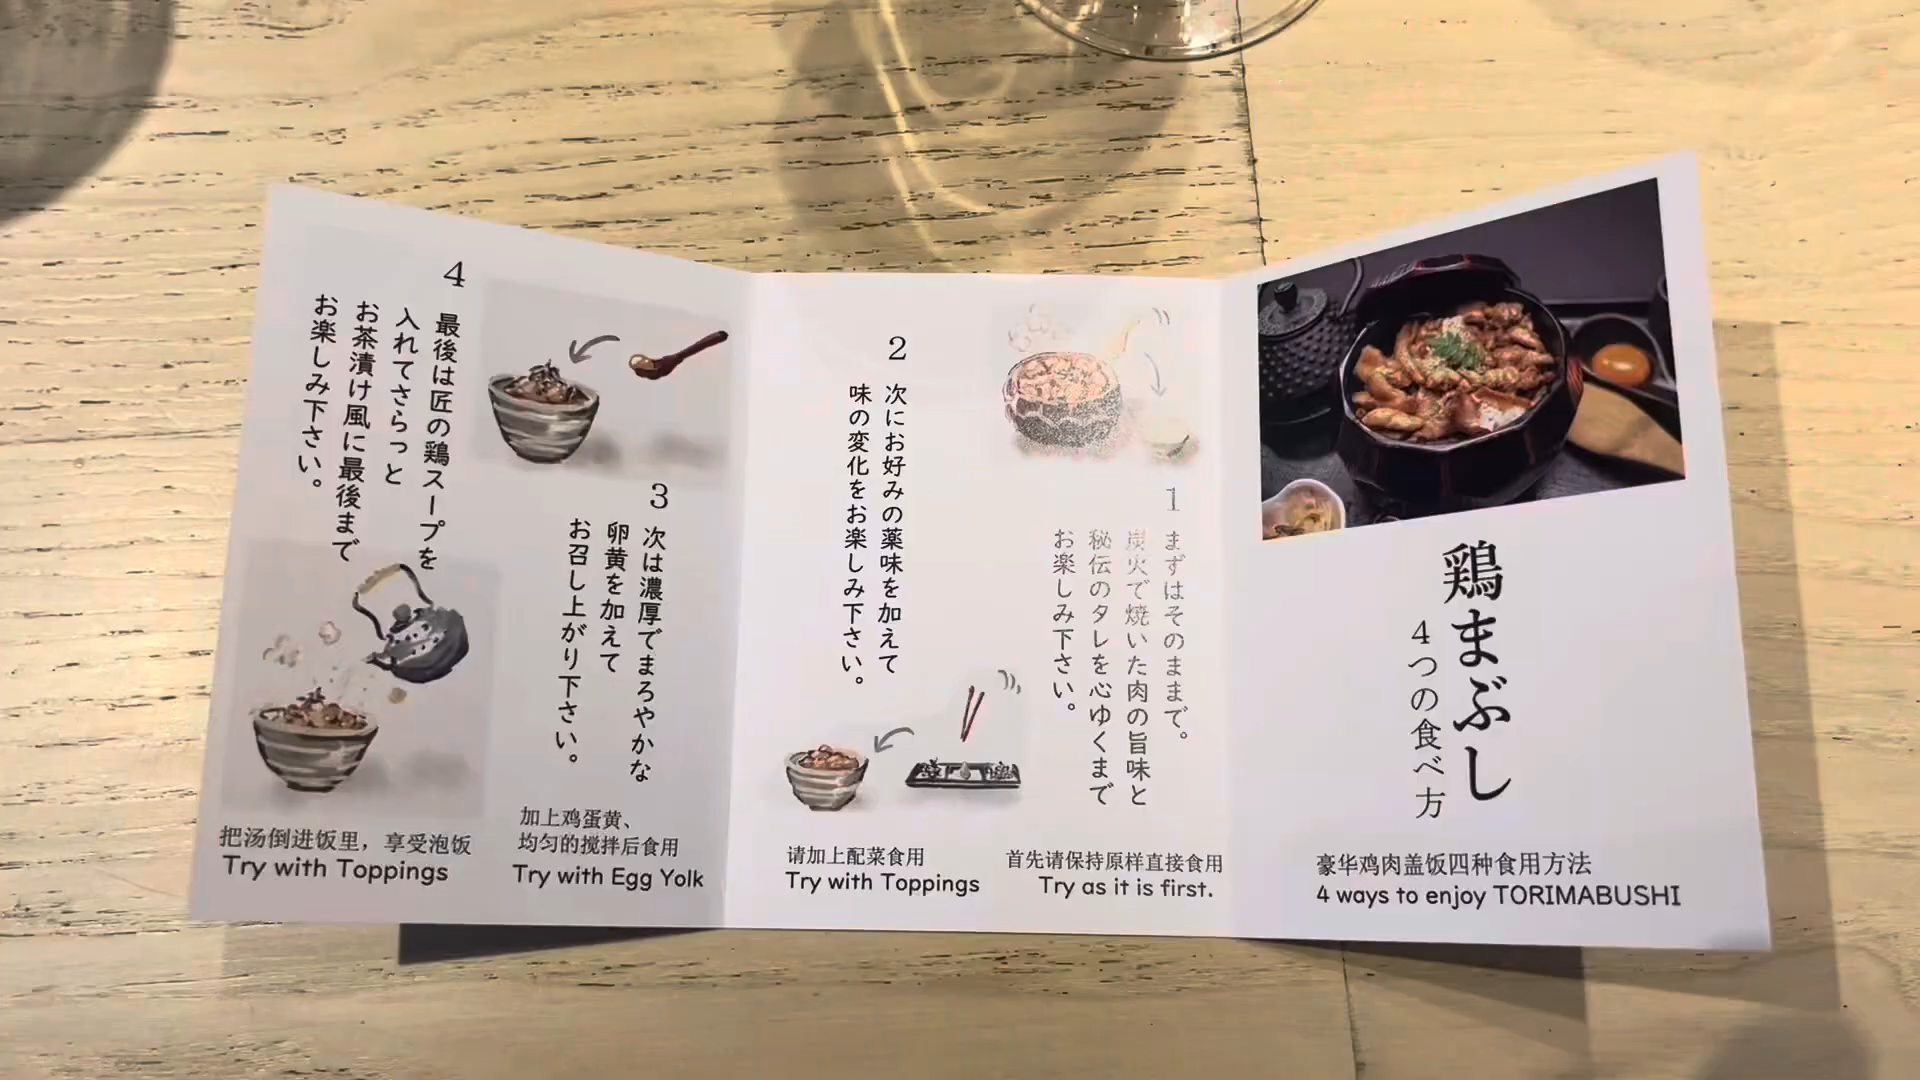 鶏まぶし
4つの食べ方
豪华鸡肉盖饭四种食用方法
4 ways to enjoy TORIMABUSHI
1
まずはそのままで。
炭火で焼いた肉の旨味と
秘伝のタレを心ゆくまで
お楽しみ下さい。
首先请保持原样直接食用
Try as it is first.
2
次にお好みの薬味を加えて
味の変化をお楽しみ下さい。
请加上配菜食用
Try with Toppings
3
次は濃厚でまろやかな
卵黄を加えて
お召し上がり下さい。
加上鸡蛋黄、
均匀的搅拌后食用
Try with Egg Yolk
4
最後は匠の鶏スープを
入れてさらっと
お茶漬け風に最後まで
お楽しみ下さい。
把汤倒进饭里，享受泡饭
Try with Toppings